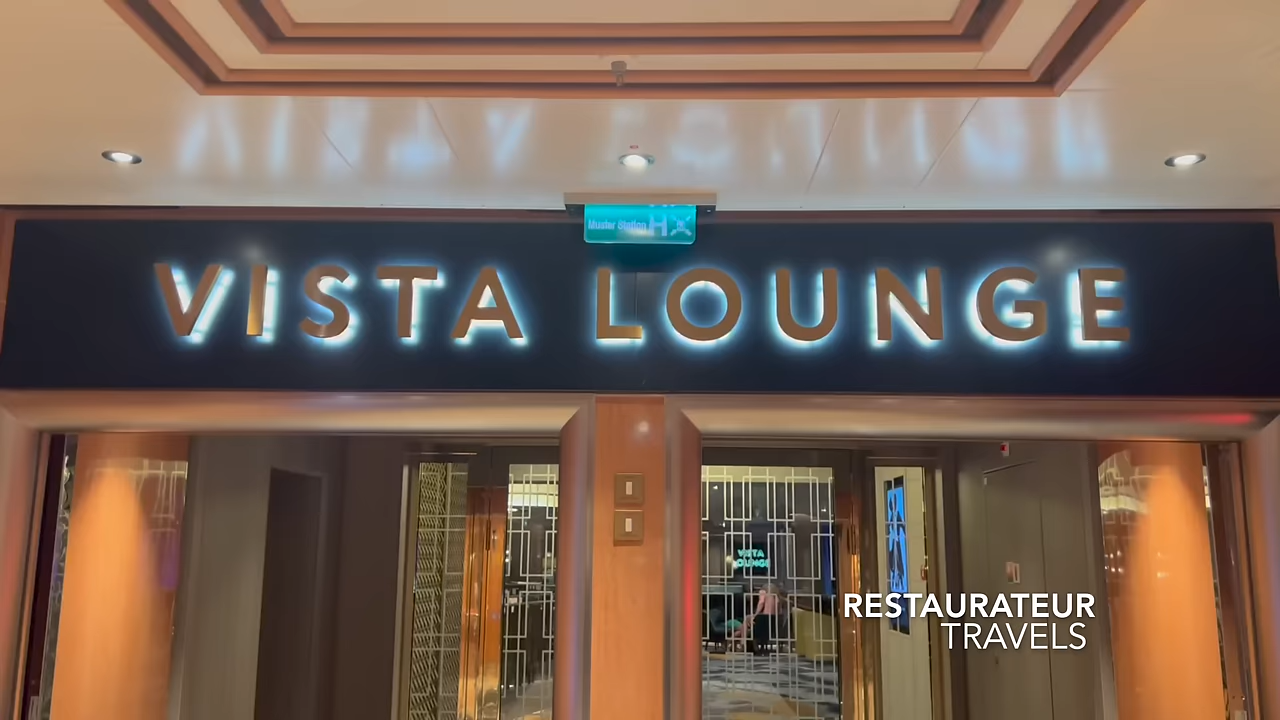 Muster Station H
VISTA LOUNGE
VISTA
LOUNGE
RESTAURATEUR
TRAVELS